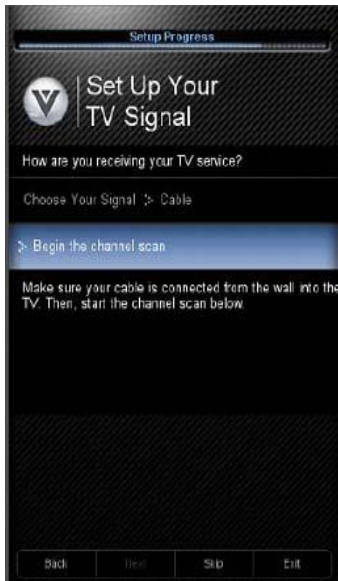 Setup Progress
Set Up Your
TV Signal
How are you receiving your TV service?
Choose Your Signal :> Cable
:> Begin the channel scan
Make sure your cable is connected from the wall into the
TV. Then, start the channel scan below.
Back Next Skip Exit